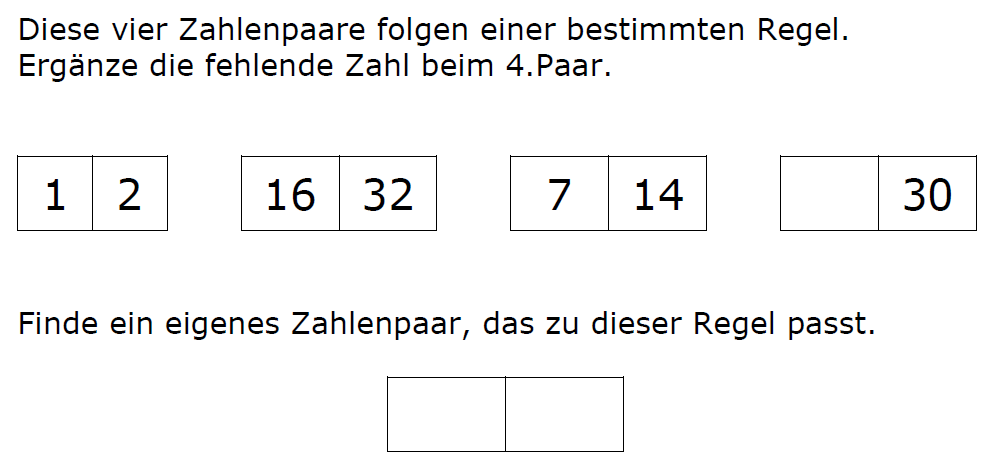 Diese vier Zahlenpaare folgen einer bestimmten Regel.
Ergänze die fehlende Zahl beim 4.Paar.
1 2 16 32 7 14 30
Finde ein eigenes Zahlenpaar, das zu dieser Regel passt.